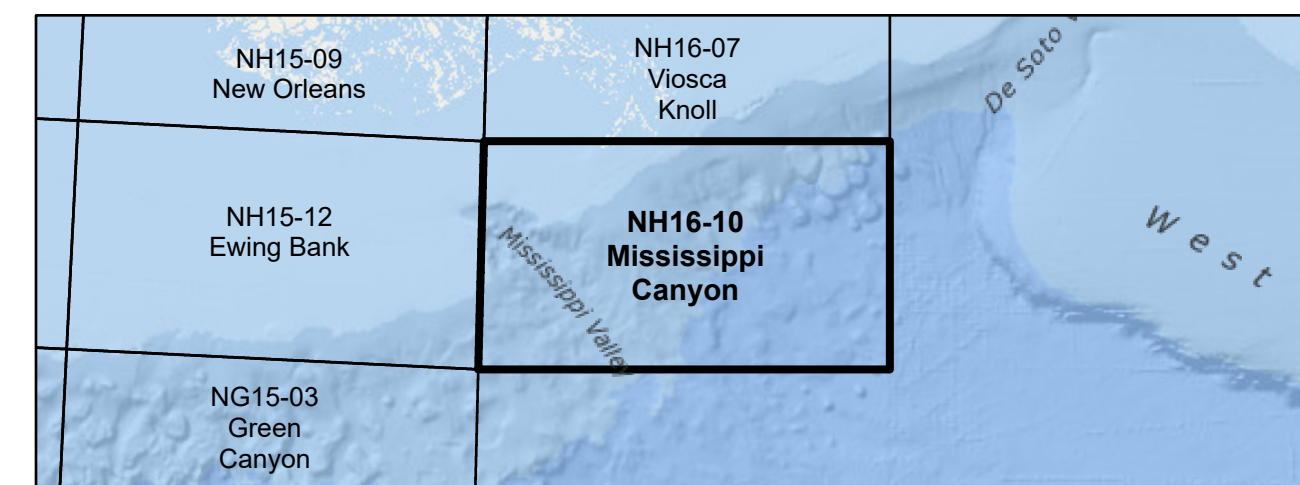 NH15-09
New Orleans
NH16-07
Viosca
Knoll
De Soto
NH15-12
Ewing Bank
NH16-10
Mississippi
Canyon
Mississippi Valley
West
NG15-03
Green
Canyon